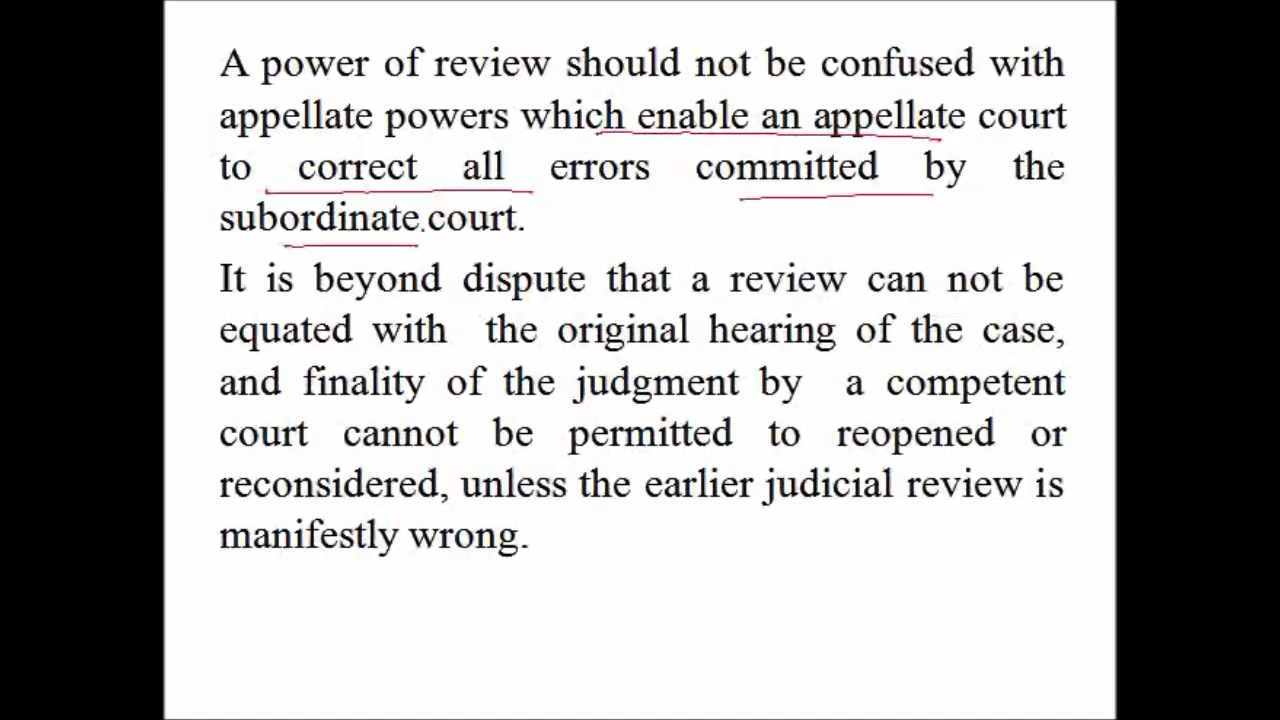 A power of review should not be confused with
appellate powers which enable an appellate court
to correct all errors committed by the
subordinate court.
It is beyond dispute that a review can not be
equated with the original hearing of the case,
and finality of the judgment by a competent
court cannot be permitted to reopened or
reconsidered, unless the earlier judicial review is
manifestly wrong.